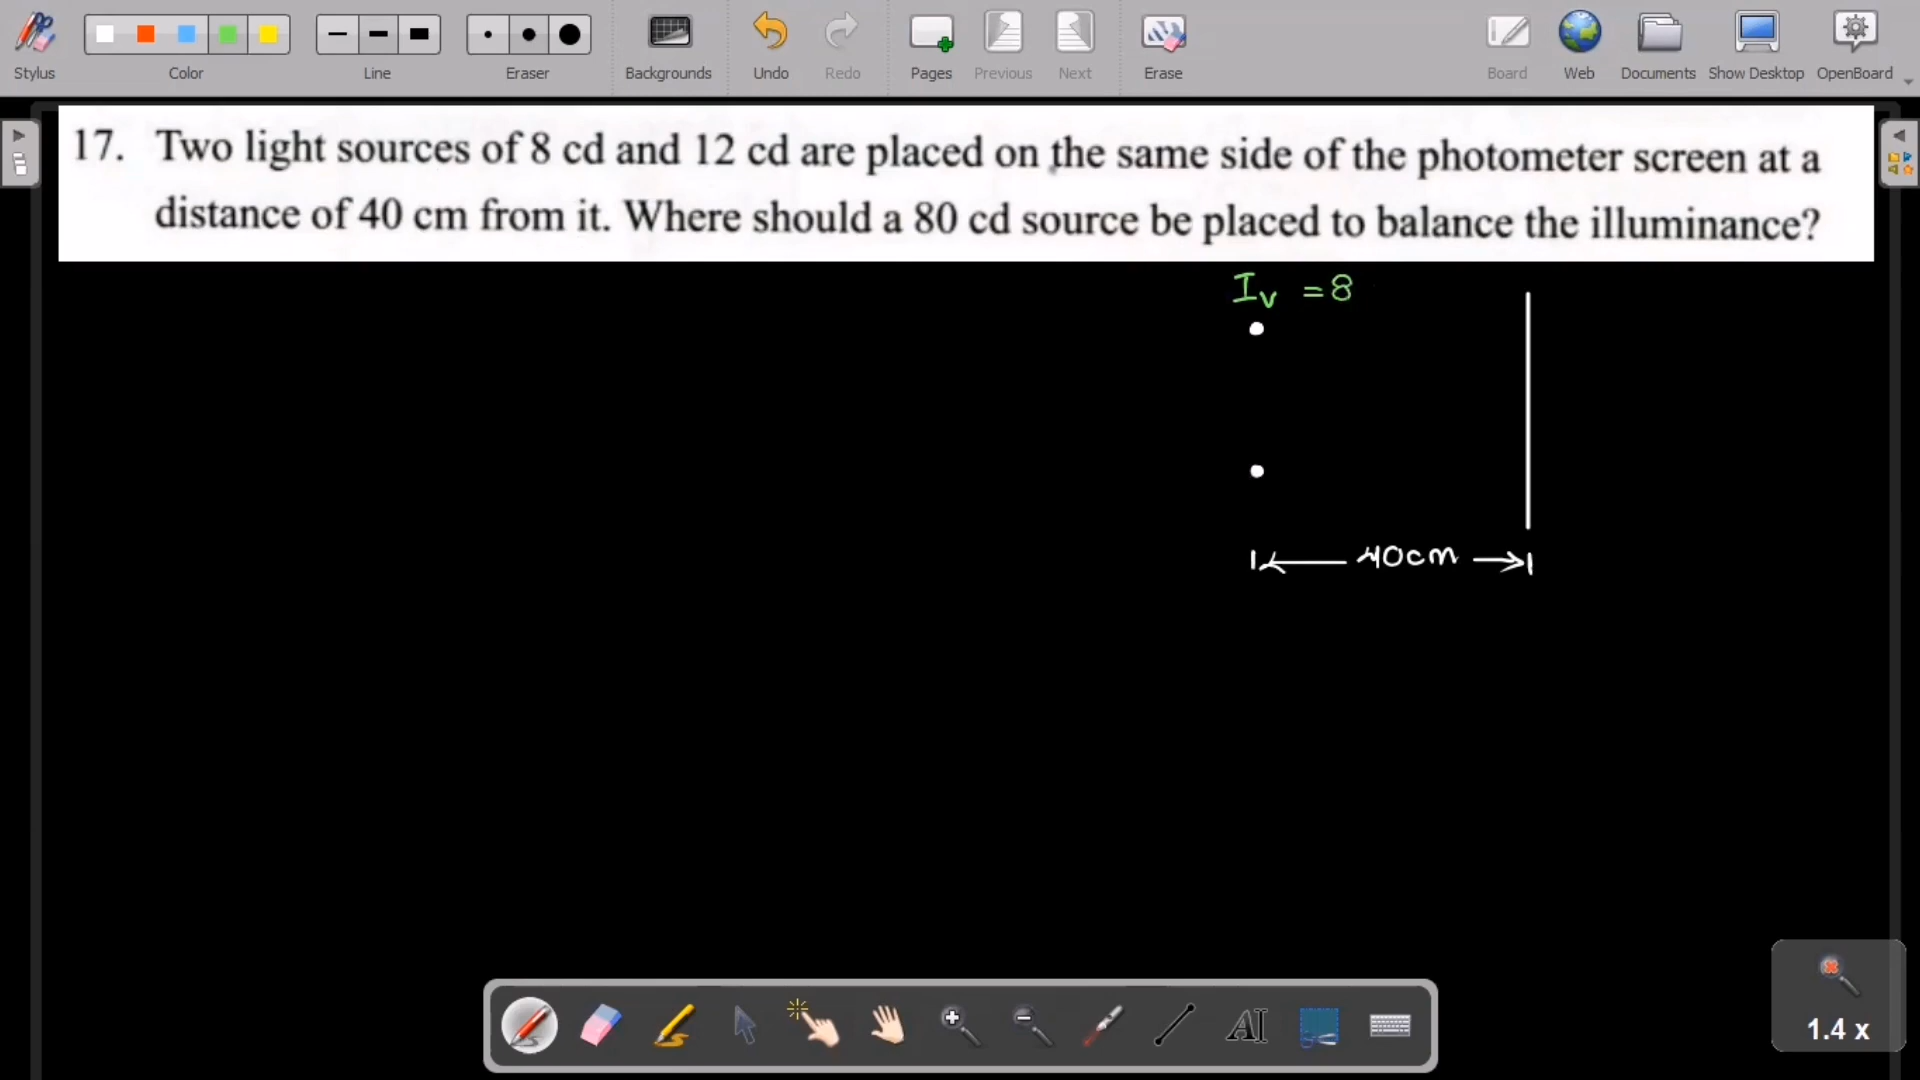 Stylus
Color
Line
Eraser
Backgrounds
Undo
Redo
Pages
Previous
Next
Erase
Board
Web
Documents
Show Desktop
OpenBoard
17. Two light sources of 8 cd and 12 cd are placed on the same side of the photometer screen at a
distance of 40 cm from it. Where should a 80 cd source be placed to balance the illuminance?
Iv = 8
40cm
AI
1.4 x